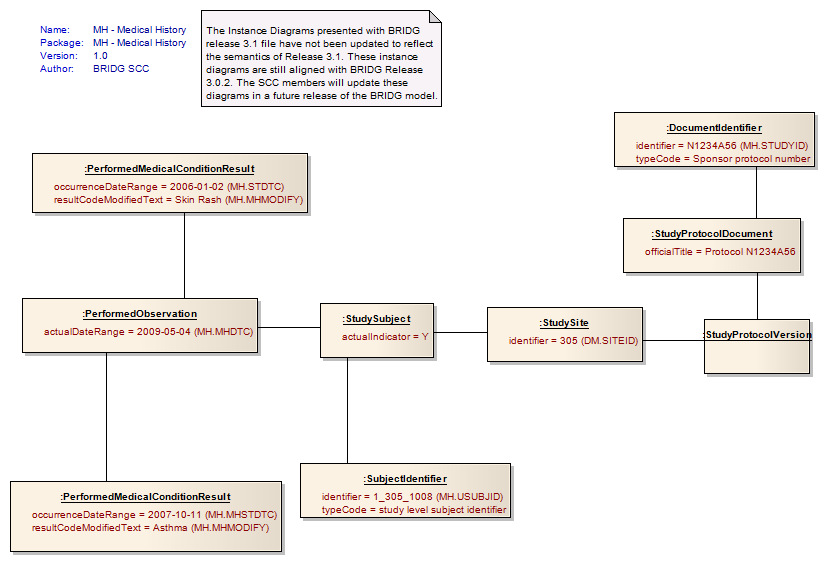 Name: MH - Medical History
Package: MH - Medical History
Version: 1.0
Author: BRIDG SCC
The Instance Diagrams presented with BRIDG
release 3.1 file have not been updated to reflect
the semantics of Release 3.1. These instance
diagrams are still aligned with BRIDG Release
3.0.2. The SCC members will update these
diagrams in a future release of the BRIDG model.
:DocumentIdentifier
identifier = N1234A56 (MH.STUDYID)
typeCode = Sponsor protocol number
:PerformedMedicalConditionResult
occurrenceDateRange = 2006-01-02 (MH.STDTC)
resultCodeModifiedText = Skin Rash (MH.MHMODIFY)
:StudyProtocolDocument
officialTitle = Protocol N1234A56
:PerformedObservation
actualDateRange = 2009-05-04 (MH.MHDTC)
:StudySubject
actualIndicator = Y
:StudySite
identifier = 305 (DM.SITEID)
:StudyProtocolVersion
:SubjectIdentifier
identifier = 1_305_1008 (MH.USUBJID)
typeCode = study level subject identifier
:PerformedMedicalConditionResult
occurrenceDateRange = 2007-10-11 (MH.MHSTDTC)
resultCodeModifiedText = Asthma (MH.MHMODIFY)